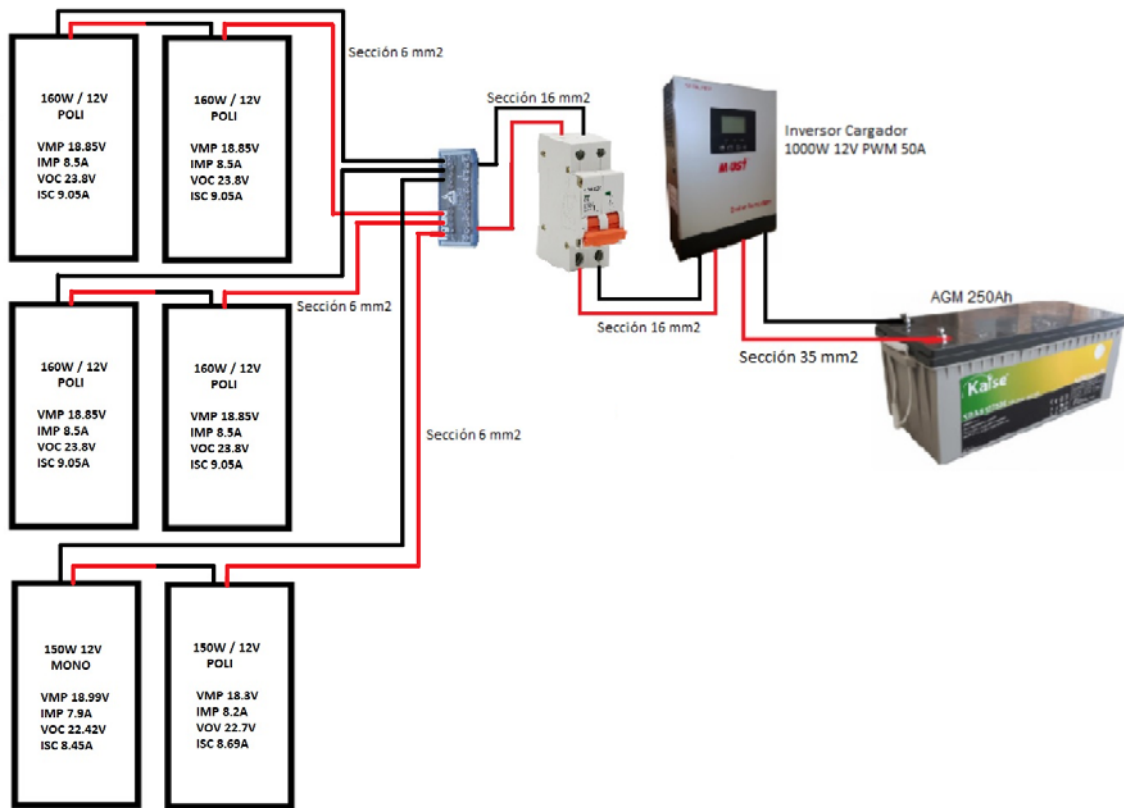 160W / 12V
POLI
VMP 18.85V
IMP 8.5A
VOC 23.8V
ISC 9.05A
160W / 12V
POLI
VMP 18.85V
IMP 8.5A
VOC 23.8V
ISC 9.05A
Sección 6 mm2
Sección 16 mm2
Inversor Cargador
1000W 12V PWM 50A
MUST
160W / 12V
POLI
VMP 18.85V
IMP 8.5A
VOC 23.8V
ISC 9.05A
160W / 12V
POLI
VMP 18.85V
IMP 8.5A
VOC 23.8V
ISC 9.05A
Sección 6 mm2
Sección 16 mm2
AGM 250Ah
Sección 35 mm2
Kaise
Sección 6 mm2
150W 12V
MONO
VMP 18.99V
IMP 7.9A
VOC 22.42V
ISC 8.45A
150W / 12V
POLI
VMP 18.3V
IMP 8.2A
VOV 22.7V
ISC 8.69A